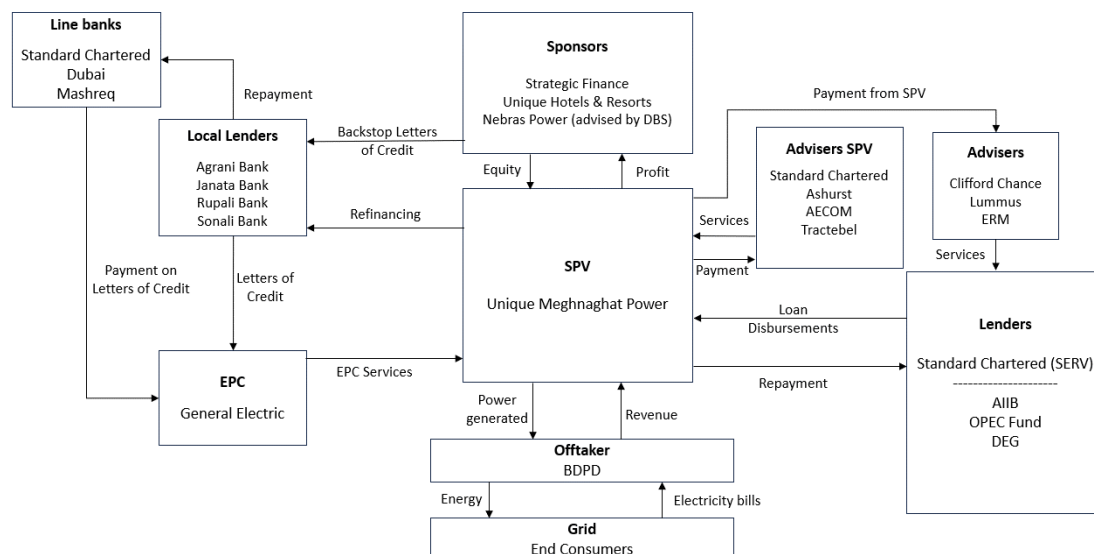 Line banks
Standard Chartered
Dubai
Mashreq
Repayment
Local Lenders
Agrani Bank
Janata Bank
Rupali Bank
Sonali Bank
Backstop Letters
of Credit
Sponsors
Strategic Finance
Unique Hotels & Resorts
Nebras Power (advised by DBS)
Equity
Profit
Payment from SPV
Advisers SPV
Standard Chartered
Ashurst
AECOM
Tractebel
Advisers
Clifford Chance
Lummus
ERM
Refinancing
Services
Payment
Services
SPV
Unique Meghnaghat Power
Payment on
Letters of Credit
Letters of
Credit
Loan
Disbursements
Lenders
Standard Chartered (SERV)
---------------------
AIIB
OPEC Fund
DEG
EPC
General Electric
EPC Services
Repayment
Power
generated
Revenue
Offtaker
BDPD
Energy
Electricity bills
Grid
End Consumers